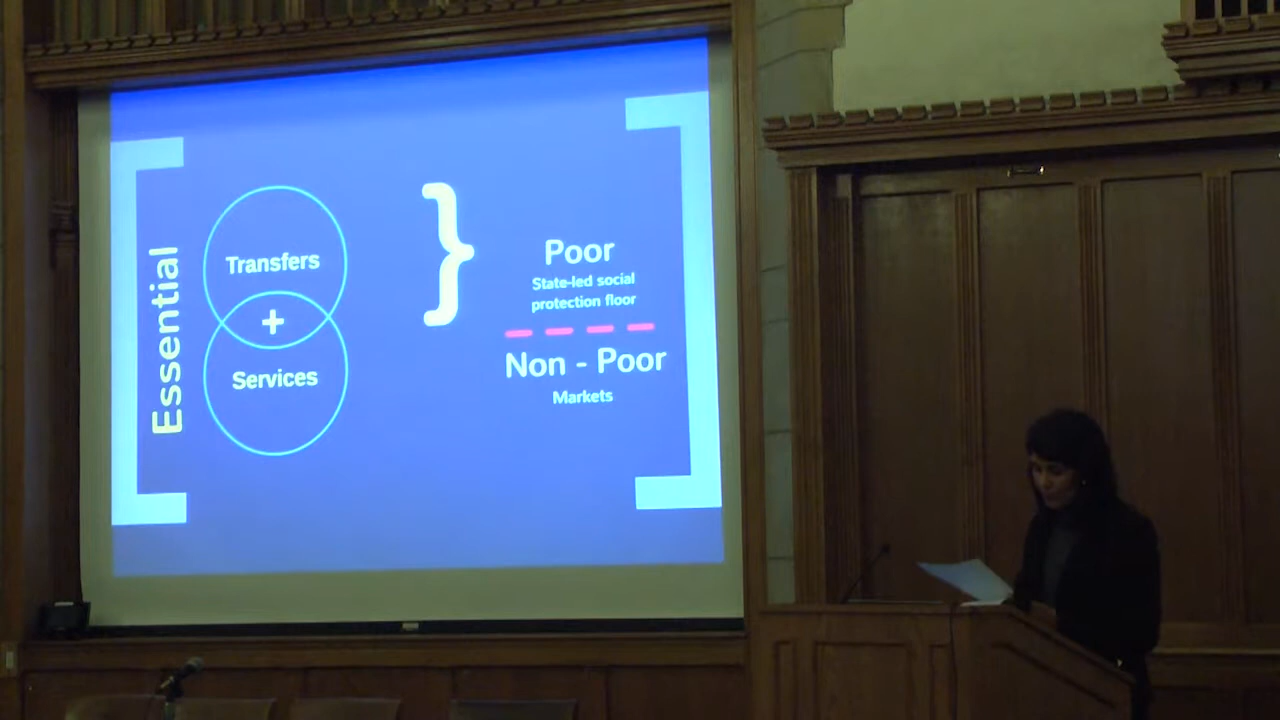 Essential
Transfers
+
Services
}
Poor
State-led social
protection floor
Non - Poor
Markets